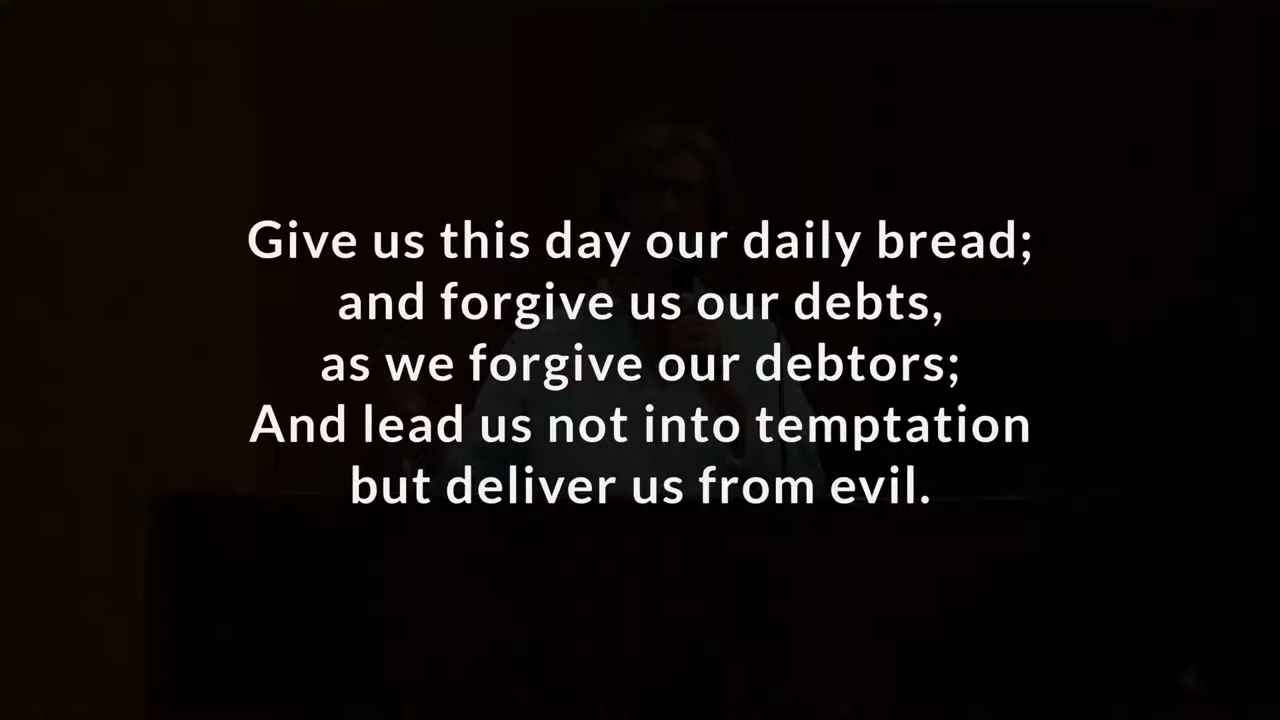 Give us this day our daily bread;
and forgive us our debts,
as we forgive our debtors;
And lead us not into temptation
but deliver us from evil.